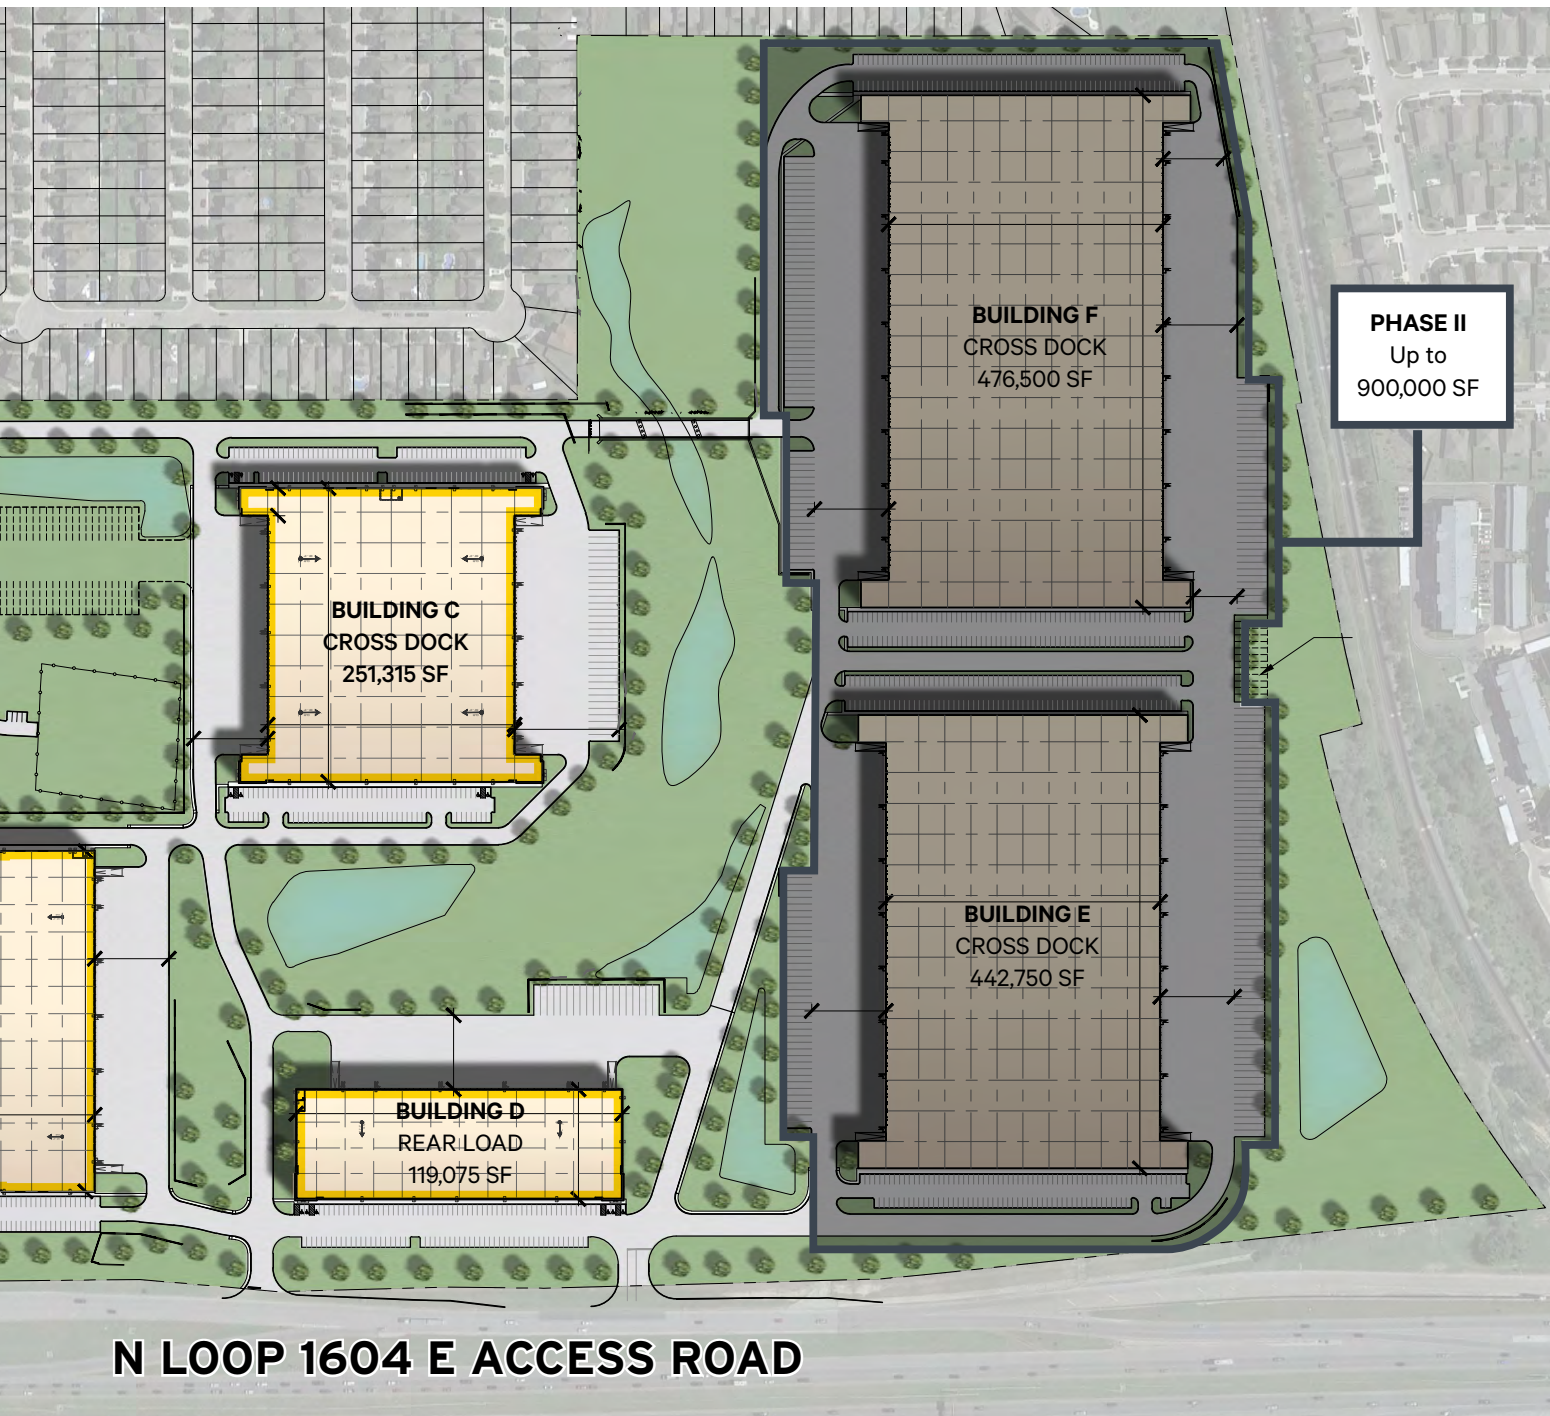 BUILDING F
CROSS DOCK
476,500 SF
PHASE II
Up to
900,000 SF
BUILDING C
CROSS DOCK
251,315 SF
BUILDING E
CROSS DOCK
442,750 SF
BUILDING D
REAR LOAD
119,075 SF
N LOOP 1604 E ACCESS ROAD